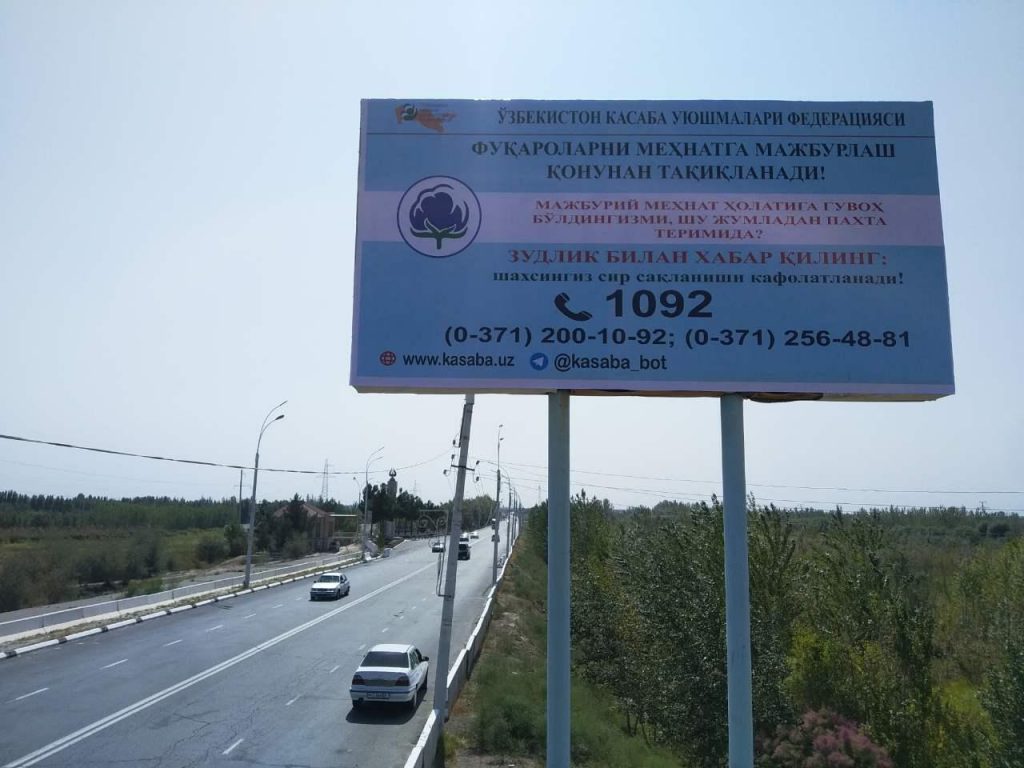 ЎЗБЕКИСТОН КАСАБА УЮШМАЛАРИ ФЕДЕРАЦИЯСИ
ФУҚАРОЛАРНИ МЕҲНАТГА МАЖБУРЛАШ
ҚОНУНАН ТАҚИҚЛАНАДИ!
МАЖБУРИЙ МЕҲНАТ ҲОЛАТИГА ГУВОҲ
БЎЛДИНГИЗМИ, ШУ ЖУМЛАДАН ПАХТА
ТЕРИМИДА?
ЗУДЛИК БИЛАН ХАБАР ҚИЛИНГ;
шахсингиз сир сақланиши кафолатланади!
1092
(0-371) 200-10-92; (0-371) 256-48-81
www.kasaba.uz @kasaba_bot